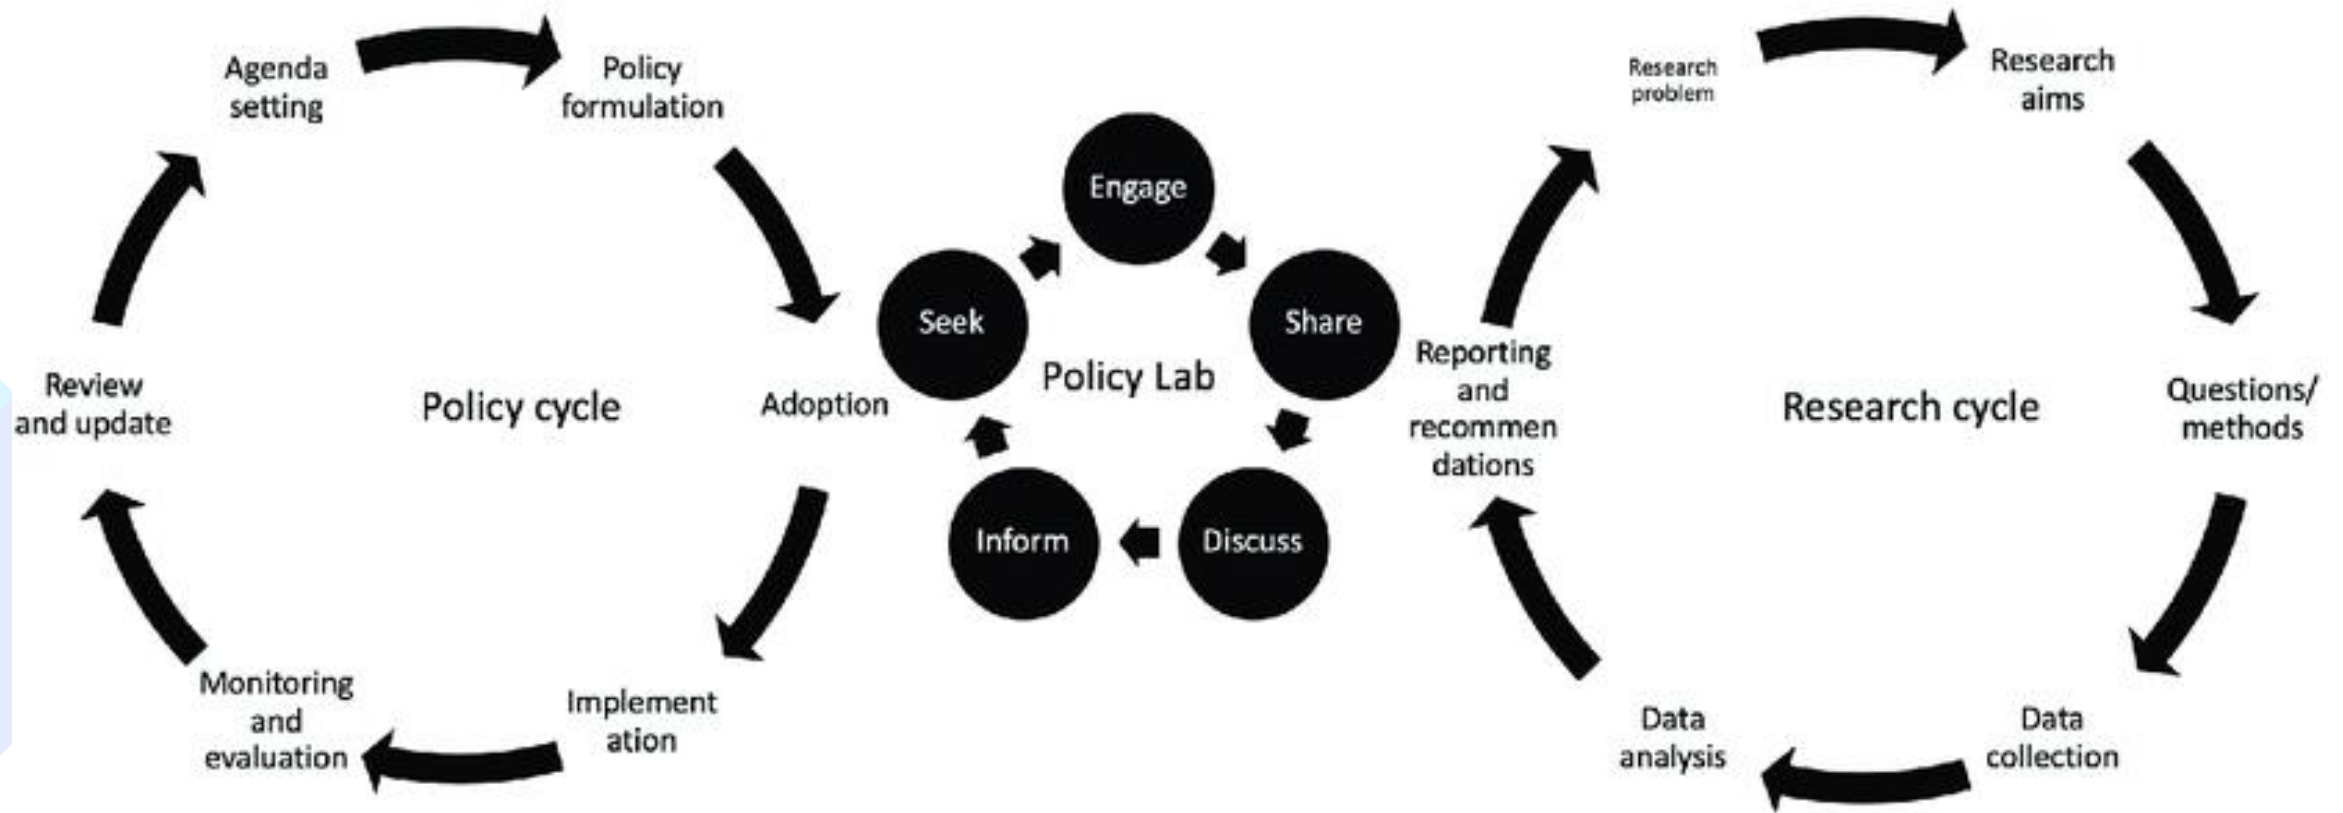 Agenda
setting
Policy
formulation
Adoption
Implement
ation
Monitoring
and
evaluation
Review
and update
Policy cycle
Engage
Share
Discuss
Inform
Seek
Policy Lab
Research
problem
Research
aims
Questions/
methods
Data
collection
Data
analysis
Reporting
and
recommen
dations
Research cycle